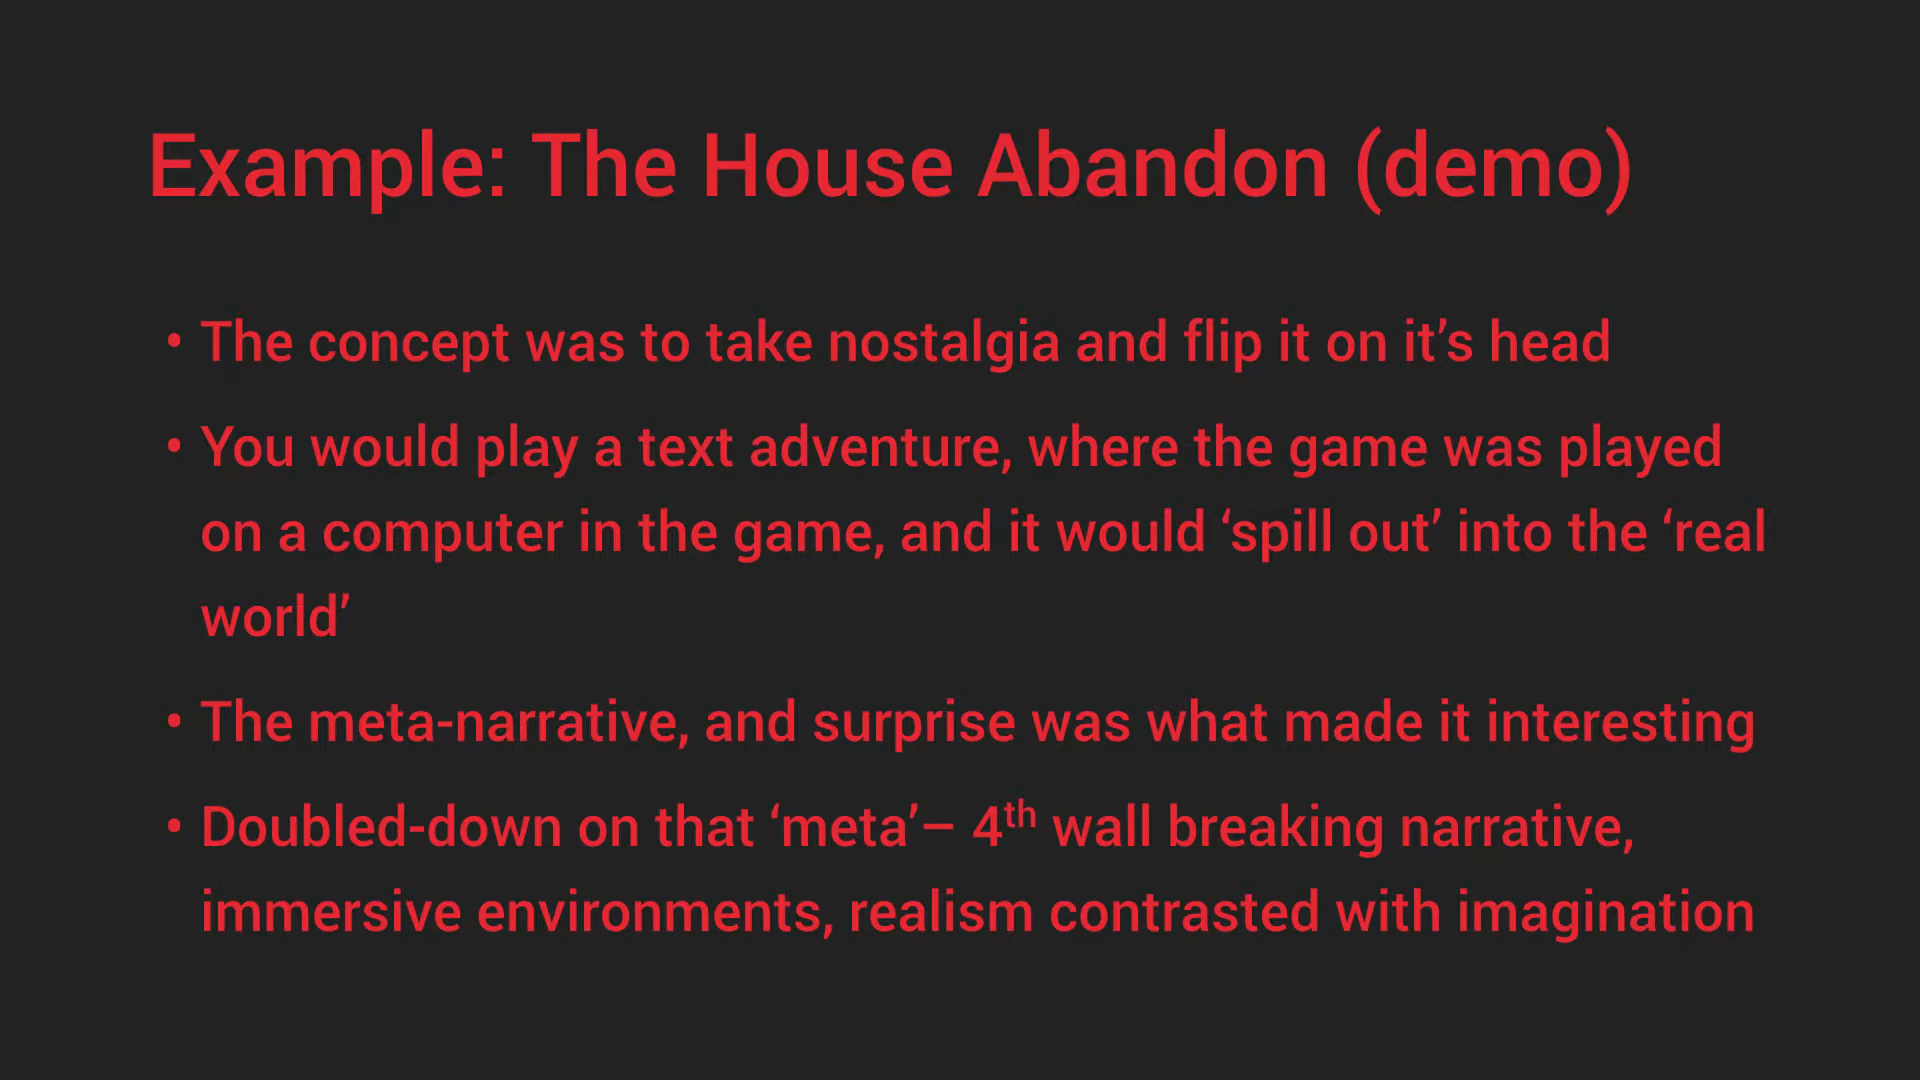 Example: The House Abandon (demo)
• The concept was to take nostalgia and flip it on it’s head
• You would play a text adventure, where the game was played
on a computer in the game, and it would ‘spill out’ into the ‘real
world’
• The meta-narrative, and surprise was what made it interesting
• Doubled-down on that ‘meta’– 4th wall breaking narrative,
immersive environments, realism contrasted with imagination